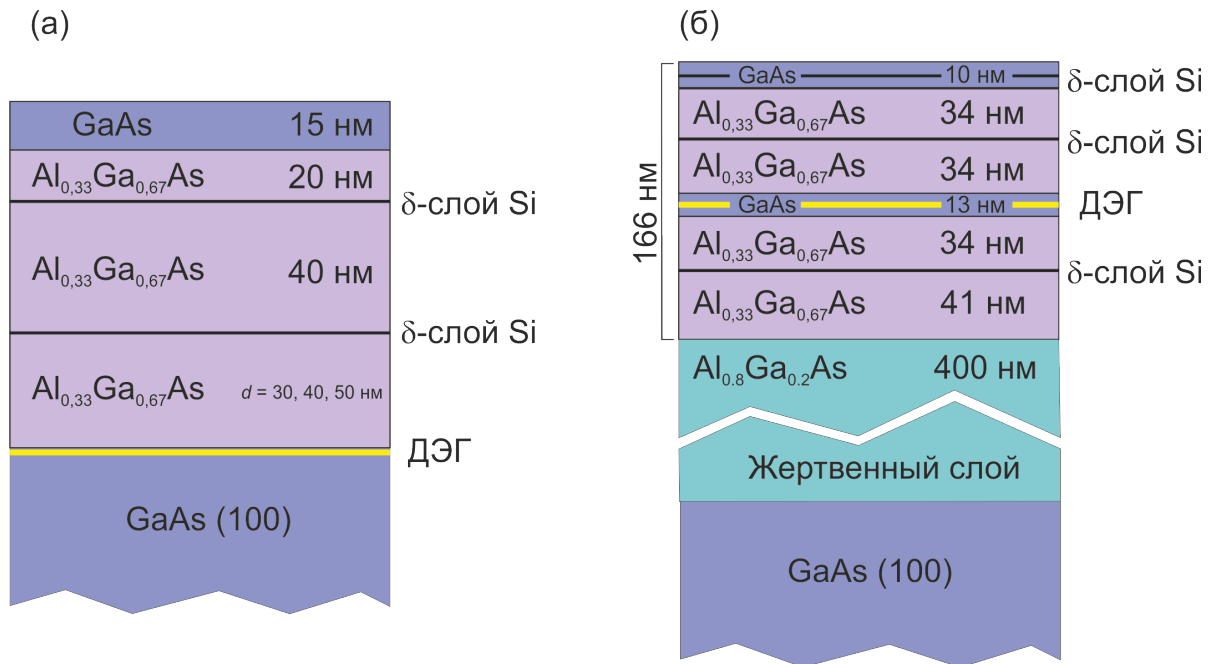 (а)
GaAs 15 нм
Al0,33Ga0,67As 20 нм
δ-слой Si
Al0,33Ga0,67As 40 нм
δ-слой Si
Al0,33Ga0,67As d = 30, 40, 50 нм
ДЭГ
GaAs (100)
(б)
166 нм
GaAs 10 нм
δ-слой Si
Al0,33Ga0,67As 34 нм
δ-слой Si
Al0,33Ga0,67As 34 нм
GaAs 13 нм
ДЭГ
Al0,33Ga0,67As 34 нм
δ-слой Si
Al0,33Ga0,67As 41 нм
Al0.8Ga0.2As 400 нм
Жертвенный слой
GaAs (100)